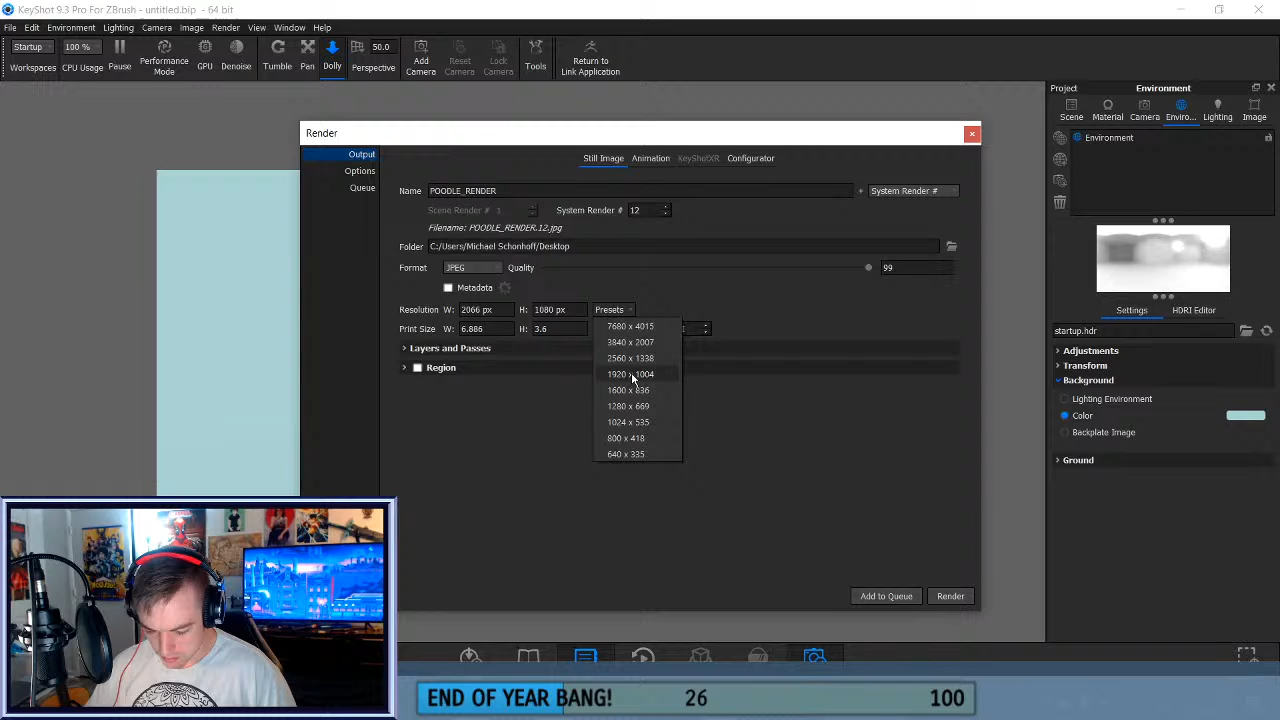 KeyShot 9.3 Pro For ZBrush - untitled.bip - 64 bit
File Edit Environment Lighting Camera Image Render View Window Help
Startup 100 % 50.0
Workspaces CPU Usage Pause Performance Mode GPU Denoise Tumble Pan Dolly Perspective Add Camera Reset Camera Lock Camera Tools Return to Link Application
Project Environment
Scene Material Camera Enviro... Lighting Image
Environment
Render
Output
Options
Queue
Still Image Animation KeyShotXR Configurator
Name POODLE_RENDER + System Render #
Scene Render # 1 System Render # 12
Filename: POODLE_RENDER.12.jpg
Folder C:/Users/Michael Schonhoff/Desktop
Format JPEG Quality 99
Metadata
Resolution W: 2066 px H: 1080 px Presets
Print Size W: 6.886 H: 3.6
7680 x 4015
3840 x 2007
2560 x 1338
1920 x 1004
1600 x 836
1280 x 669
1024 x 535
800 x 418
640 x 335
Layers and Passes
Region
Add to Queue Render
Settings HDRI Editor
startup.hdr
Adjustments
Transform
Background
Lighting Environment
Color
Backplate Image
Ground
END OF YEAR BANG! 26 100